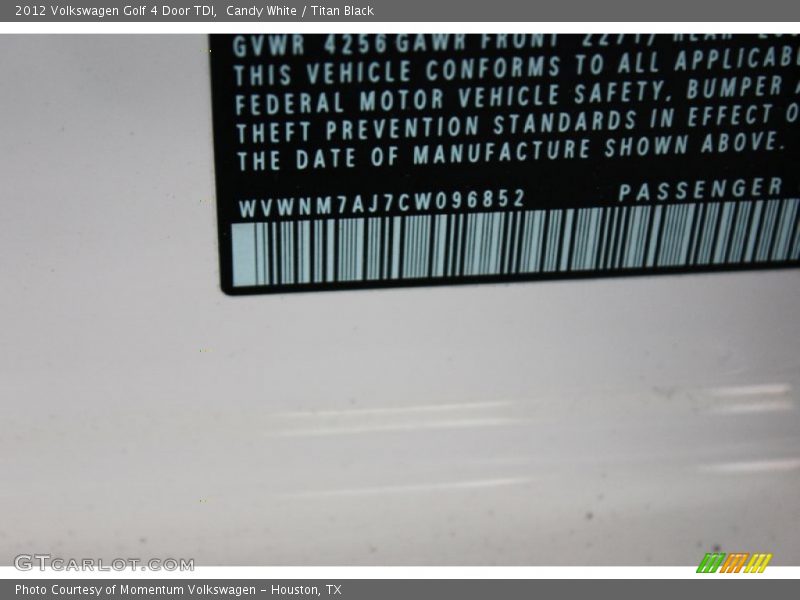 2012 Volkswagen Golf 4 Door TDI, Candy White / Titan Black
GVWR 4256 GAWR FRONT
THIS VEHICLE CONFORMS TO ALL
FEDERAL MOTOR VEHICLE SAFETY, BUMPER
THEFT PREVENTION STANDARDS IN EFFECT
THE DATE OF MANUFACTURE SHOWN ABOVE.
WVWNM7AJ7CW096852 PASSENGER
GTCARLOT.COM
Photo Courtesy of Momentum Volkswagen - Houston, TX